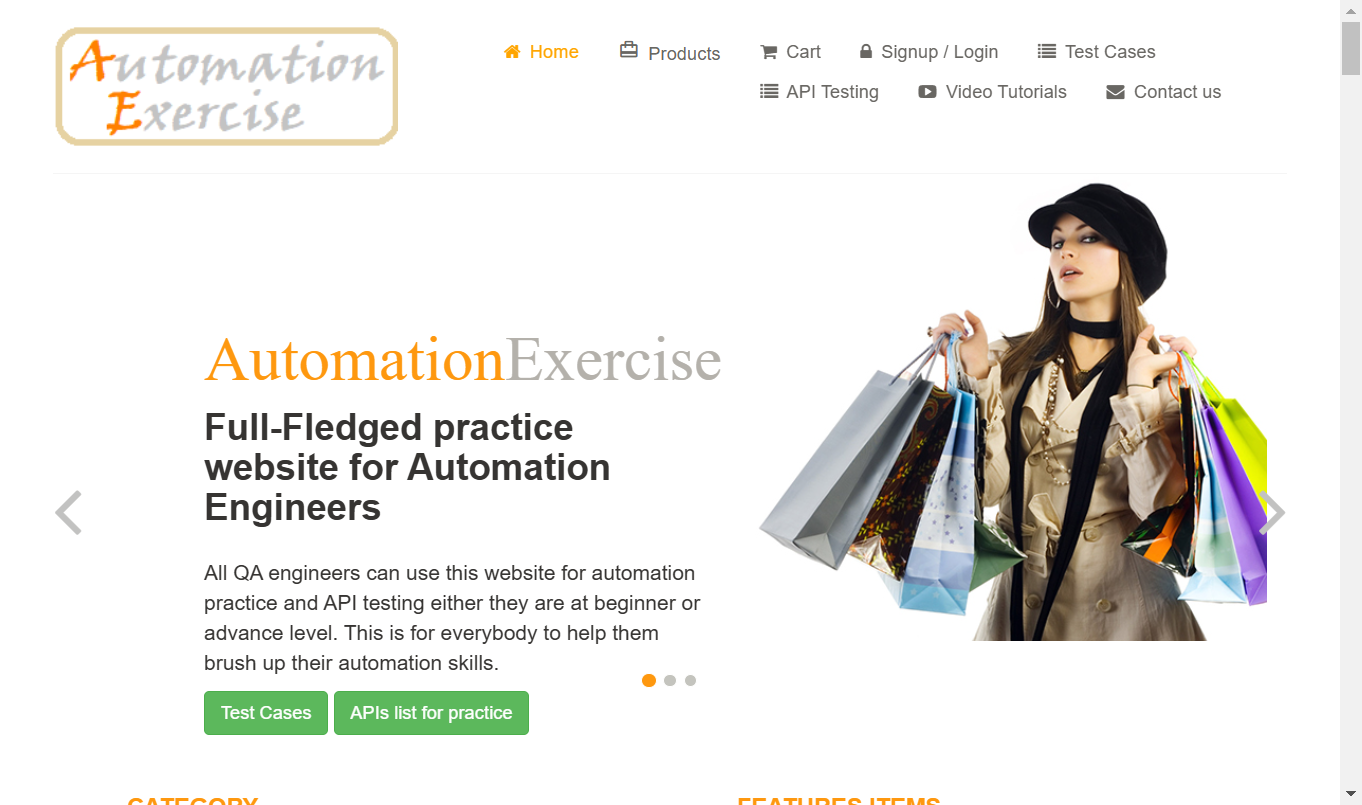 Automation
Exercise
Home Products Cart Signup / Login Test Cases
API Testing Video Tutorials Contact us
AutomationExercise
Full-Fledged practice
website for Automation
Engineers
All QA engineers can use this website for automation
practice and API testing either they are at beginner or
advance level. This is for everybody to help them
brush up their automation skills.
Test Cases APIs list for practice
CATEGORY FEATURES ITEMS